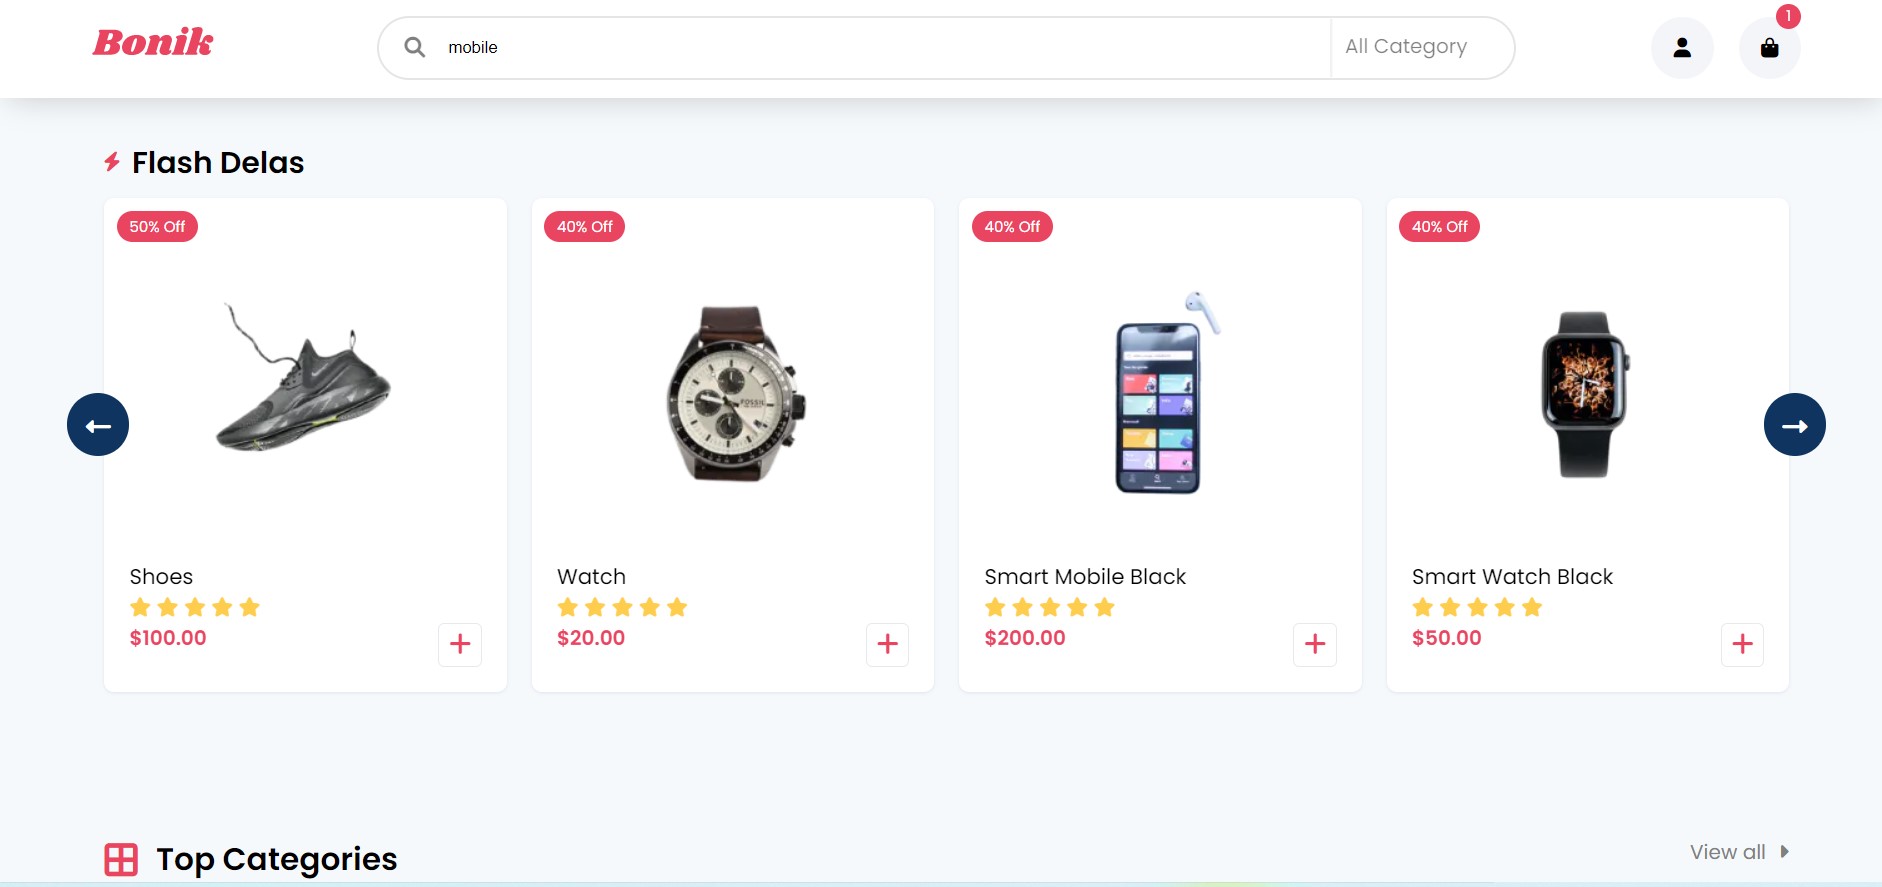 Bonik
mobile
All Category
1
Flash Delas
50% Off
40% Off
40% Off
40% Off
FOSSIL
Shoes
$100.00
Watch
$20.00
Smart Mobile Black
$200.00
Smart Watch Black
$50.00
Top Categories
View all